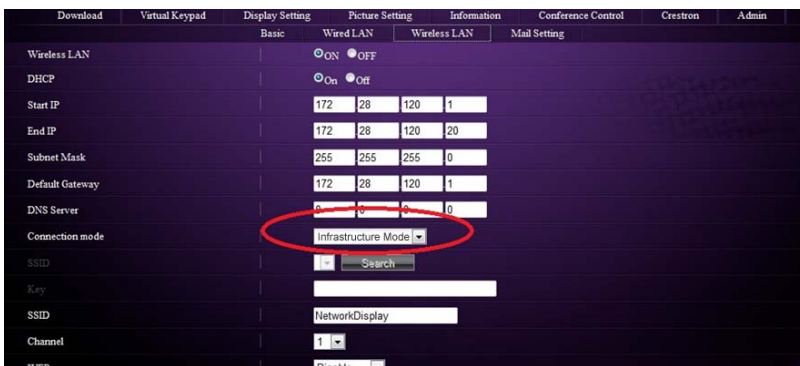 Download Virtual Keypad Display Setting Picture Setting Information Conference Control Crestron Admin
Basic Wired LAN Wireless LAN Mail Setting
Wireless LAN ON OFF
DHCP On Off
Start IP 172 .28 .120 .1
End IP 172 .28 .120 .20
Subnet Mask 255 .255 .255 .0
Default Gateway 172 .28 .120 .1
DNS Server 0 .0 .0 .0
Connection mode Infrastructure Mode
SSID Search
Key
SSID NetworkDisplay
Channel 1